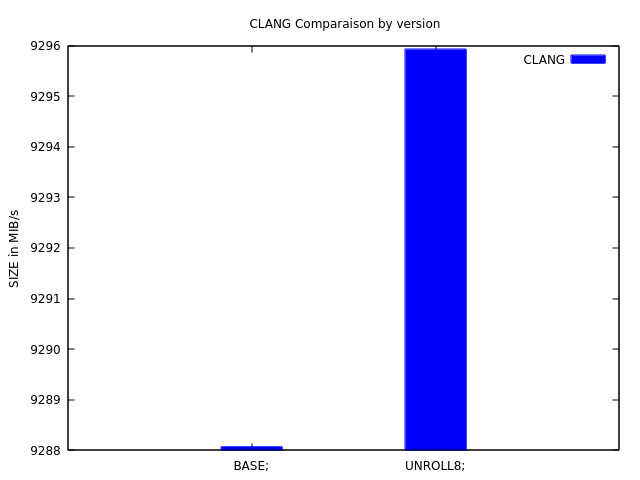 CLANG Comparaison by version
CLANG
SIZE in MIB/s
9296
9295
9294
9293
9292
9291
9290
9289
9288
BASE;
UNROLL8;